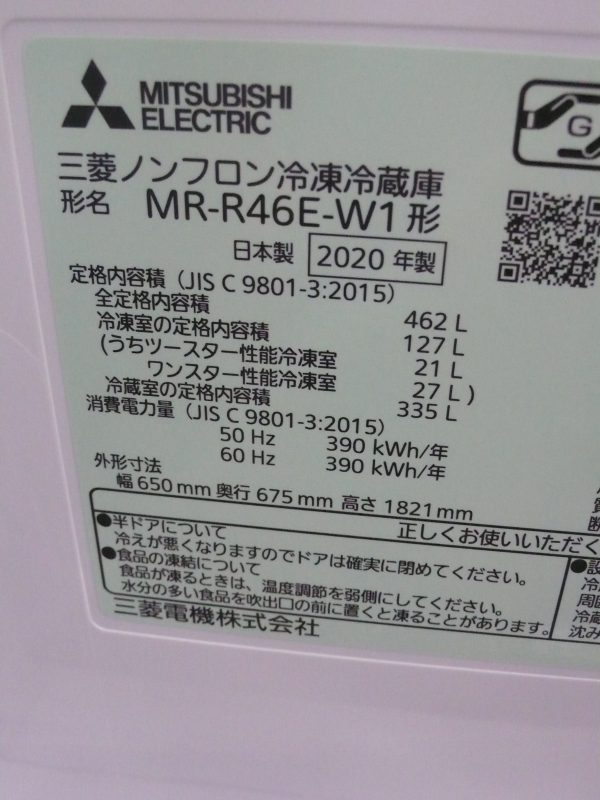 MITSUBISHI
ELECTRIC
G
三菱ノンフロン冷凍冷蔵庫
形名 MR-R46E-W1形
日本製 2020 年製
定格内容積（JIS C 9801-3:2015）
全定格内容積 462 L
冷凍室の定格内容積 127 L
(うちツースター性能冷凍室 21 L
ワンスター性能冷凍室 27 L )
冷蔵室の定格内容積 335 L
消費電力量（JIS C 9801-3:2015）
50 Hz 390 kWh/年
60 Hz 390 kWh/年
外形寸法
幅 650 mm 奥行 675 mm 高さ 1821 mm
正しくお使いいただく
●半ドアについて
冷えが悪くなりますのでドアは確実に閉めてください。
●食品の凍結について
食品が凍るときは、温度調節を弱側にしてください。
水分の多い食品を吹出口の前に置くと凍ることがあります。
三菱電機株式会社
質
断
●設
冷
周囲
冷蔵
沈み